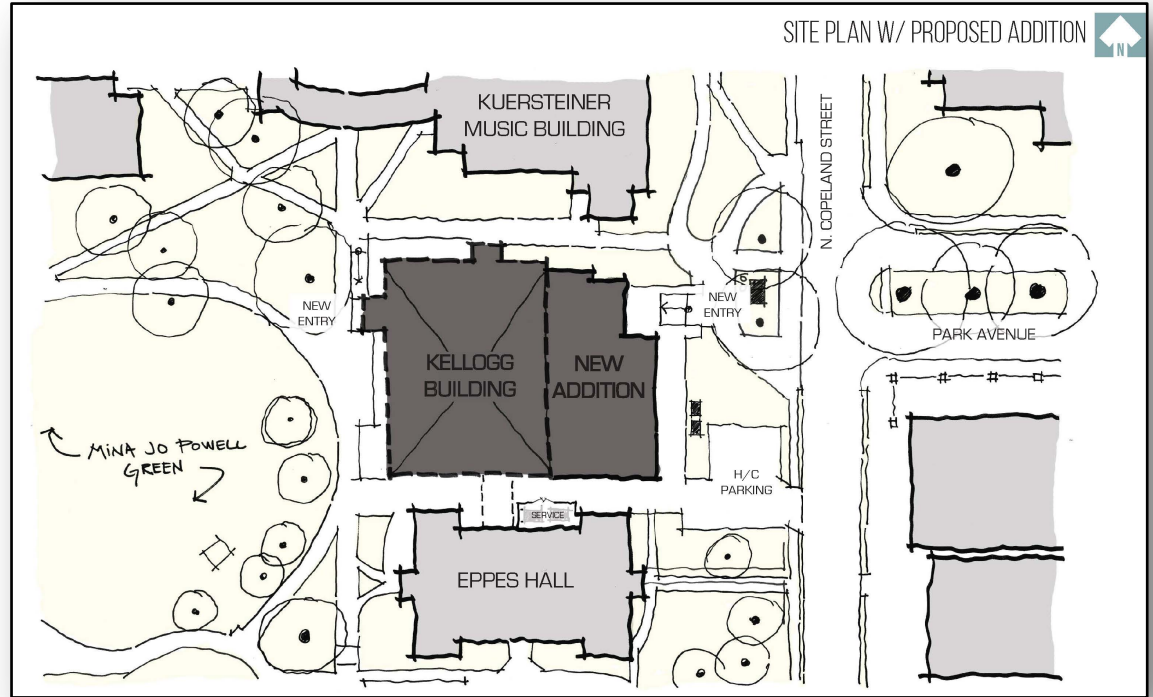 SITE PLAN W/ PROPOSED ADDITION
N
KUERSTEINER
MUSIC BUILDING
N. COPELAND STREET
NEW
ENTRY
NEW
ENTRY
PARK AVENUE
KELLOGG
BUILDING
NEW
ADDITION
MINA JO POWELL
GREEN
H/C
PARKING
SERVICE
EPPES HALL